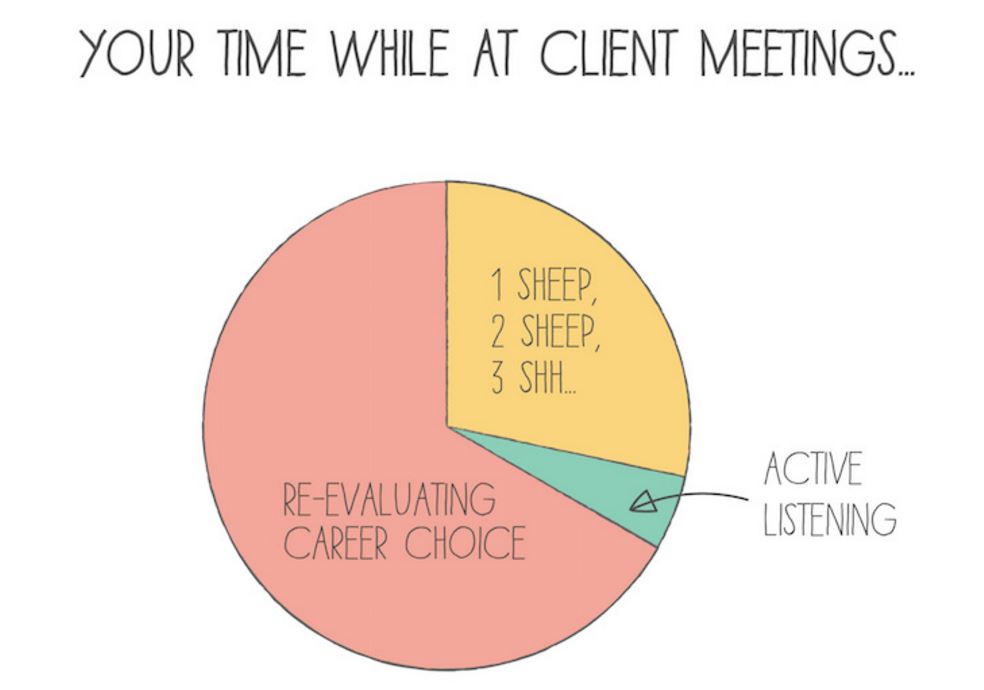 YOUR TIME WHILE AT CLIENT MEETINGS...
1 SHEEP,
2 SHEEP,
3 SHH...
ACTIVE
LISTENING
RE-EVALUATING
CAREER CHOICE